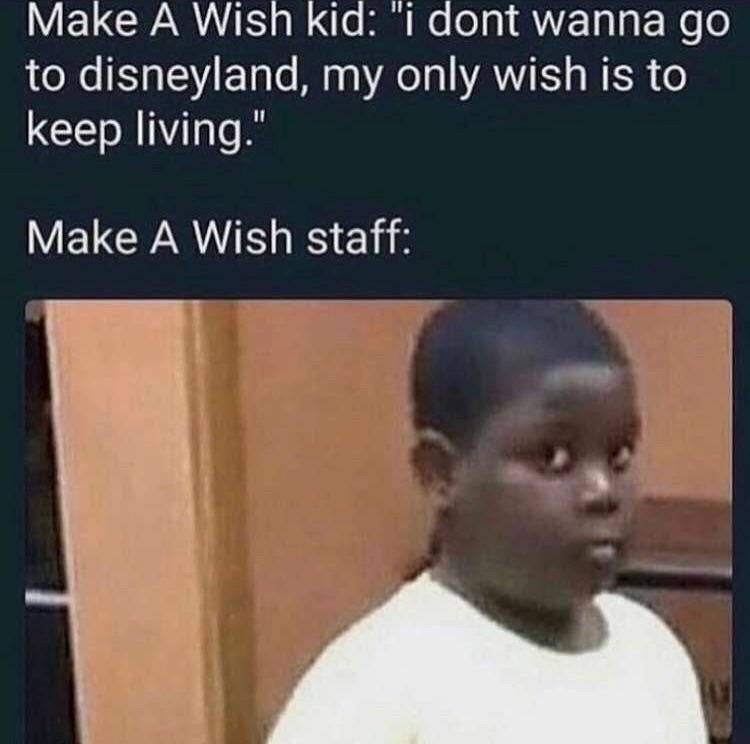 Make A Wish kid: "i dont wanna go
to disneyland, my only wish is to
keep living."
Make A Wish staff: